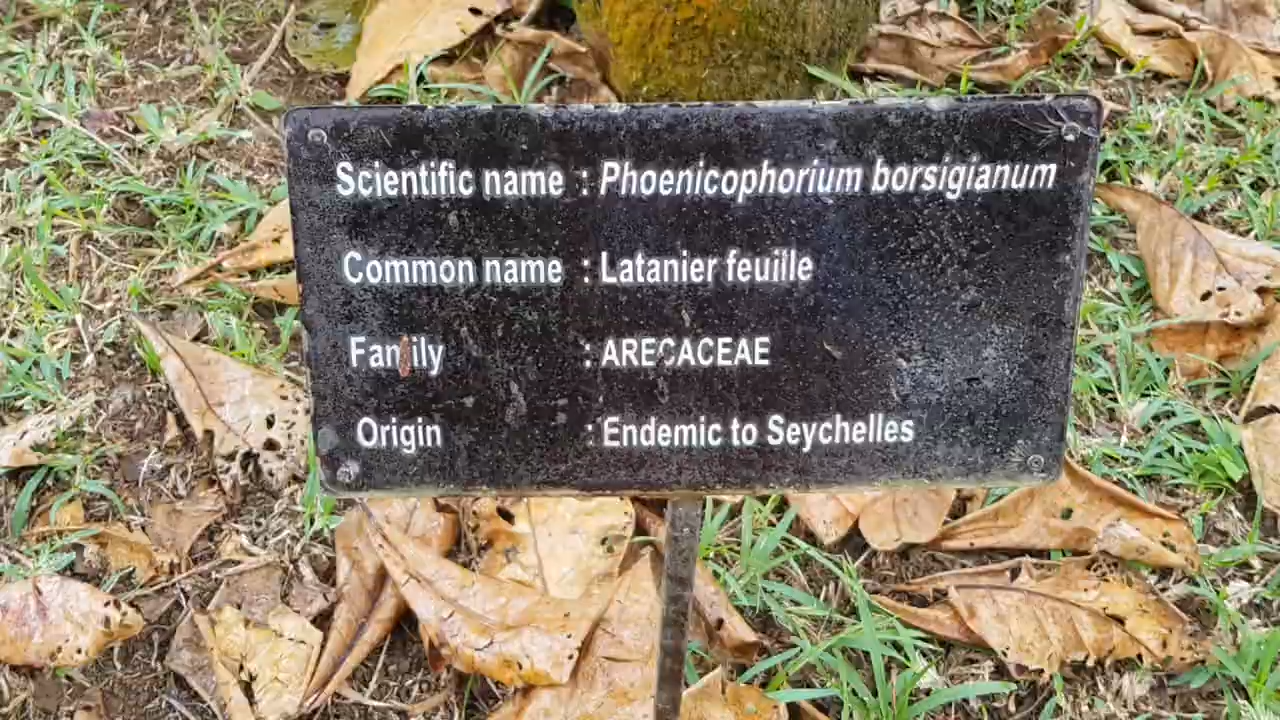 Scientific name : Phoenicophorium borsigianum
Common name : Latanier feuille
Family : ARECACEAE
Origin : Endemic to Seychelles